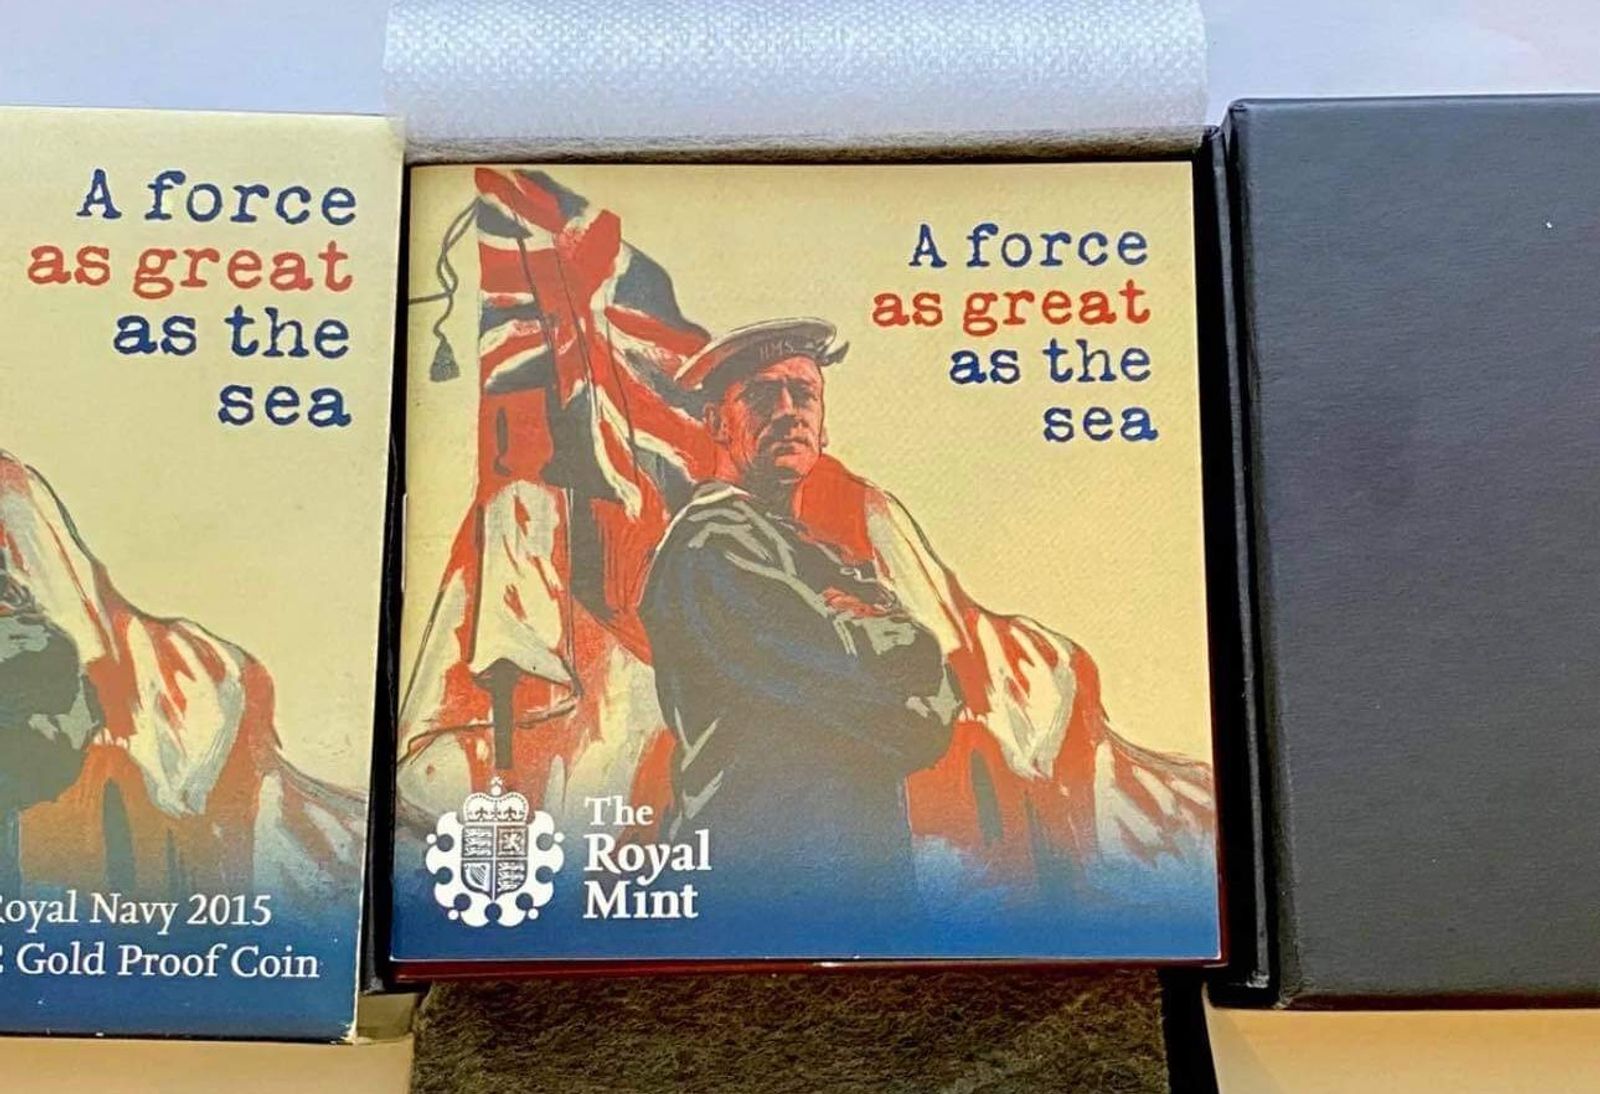 A force
as great
as the
sea
Royal Navy 2015
Gold Proof Coin
A force
as great
as the
sea
HMS
The
Royal
Mint